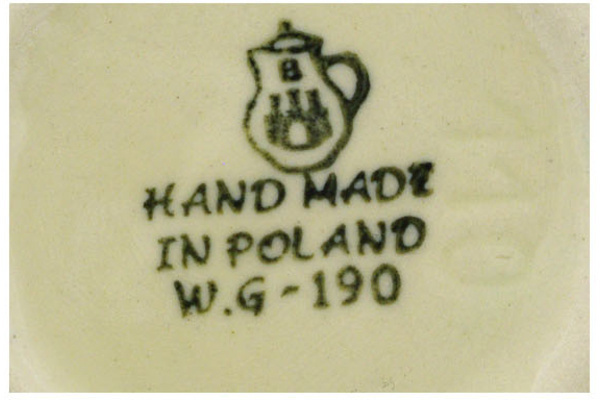 B
HAND MADE
IN POLAND
W.G-190